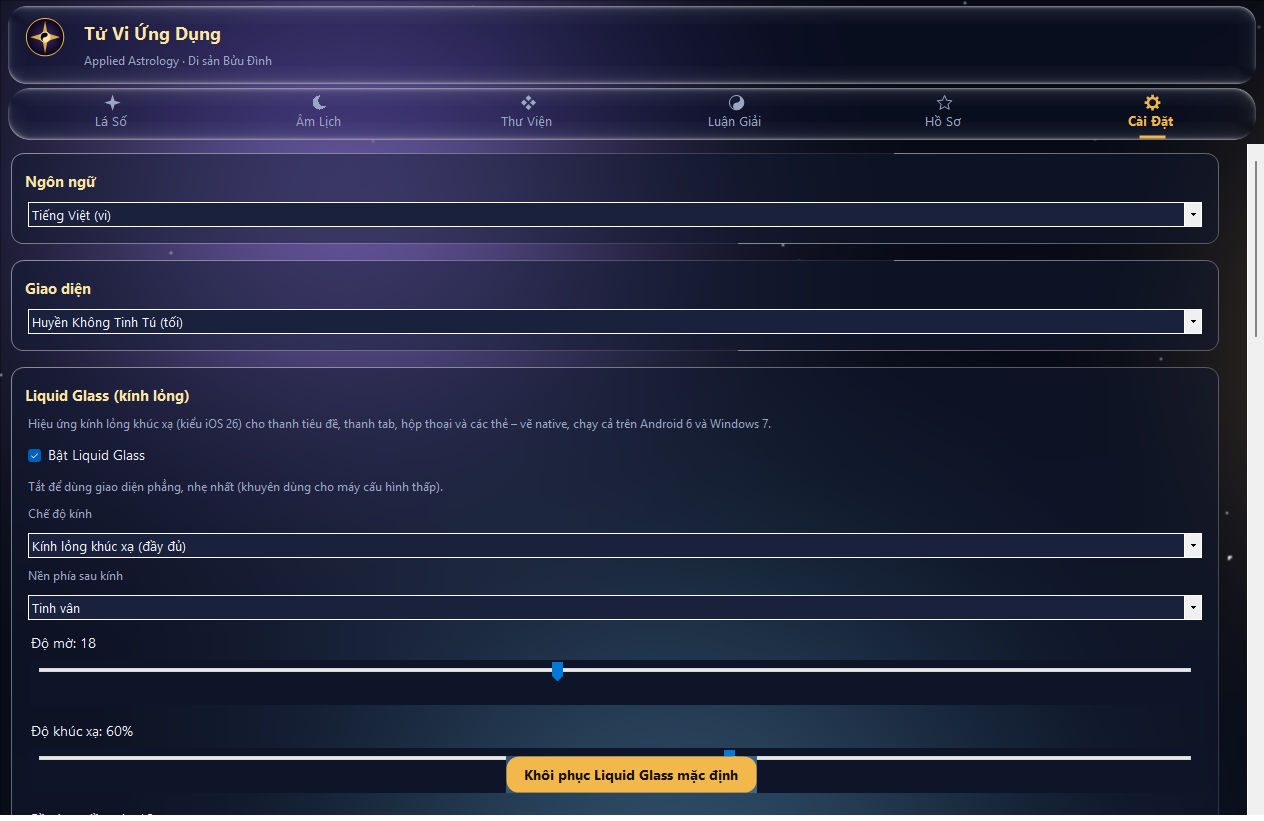 Tử Vi Ứng Dụng
Applied Astrology · Di sản Bửu Đình
Lá Số
Âm Lịch
Thư Viện
Luận Giải
Hồ Sơ
Cài Đặt
Ngôn ngữ
Tiếng Việt (vi)
Giao diện
Huyền Không Tinh Tú (tối)
Liquid Glass (kính lỏng)
Hiệu ứng kính lỏng khúc xạ (kiểu iOS 26) cho thanh tiêu đề, thanh tab, hộp thoại và các thẻ – vẽ native, chạy cả trên Android 6 và Windows 7.
Bật Liquid Glass
Tắt để dùng giao diện phẳng, nhẹ nhất (khuyên dùng cho máy cấu hình thấp).
Chế độ kính
Kính lỏng khúc xạ (đầy đủ)
Nền phía sau kính
Tinh vân
Độ mờ: 18
Độ khúc xạ: 60%
Khôi phục Liquid Glass mặc định